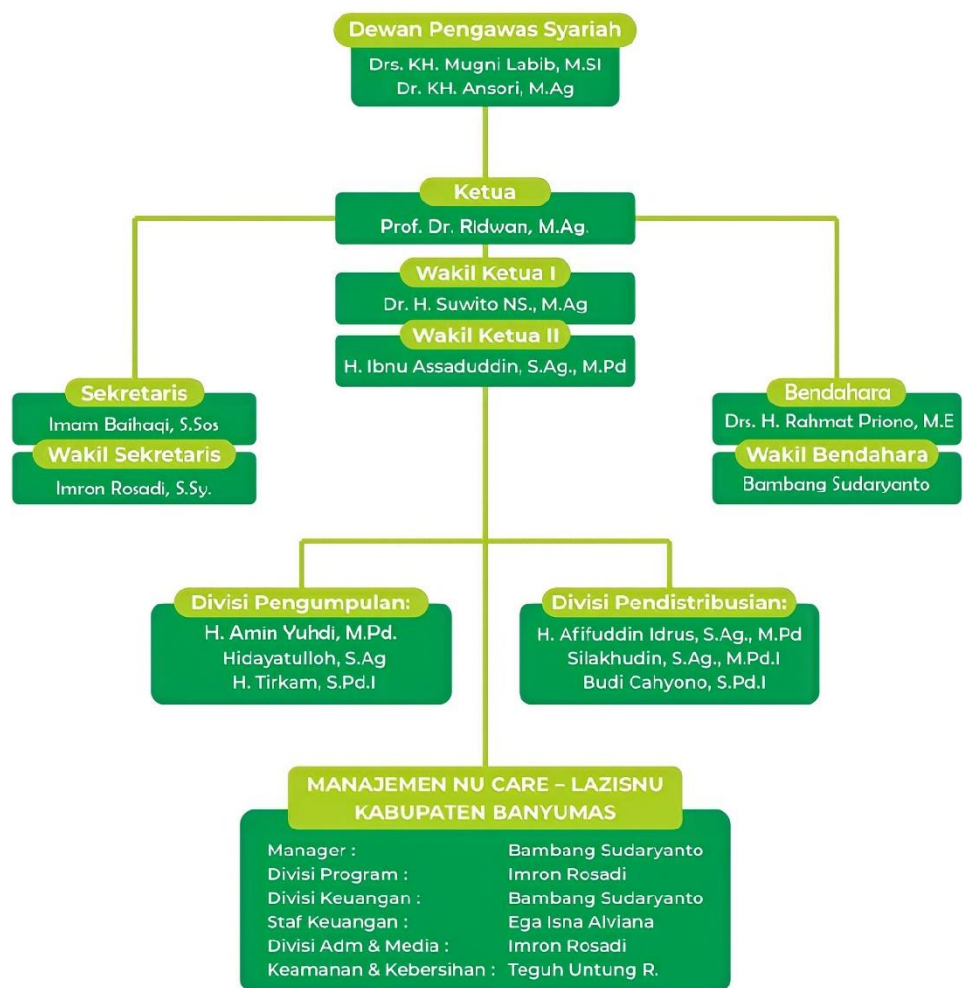 Dewan Pengawas Syariah
Drs. KH. Mugni Labib, M.SI
Dr. KH. Ansori, M.Ag
Ketua
Prof. Dr. Ridwan, M.Ag.
Wakil Ketua I
Dr. H. Suwito NS., M.Ag
Wakil Ketua II
H. Ibnu Assaduddin, S.Ag., M.Pd
Sekretaris
Imam Baihaqi, S.Sos
Wakil Sekretaris
Imron Rosadi, S.Sy.
Bendahara
Drs. H. Rahmat Priono, M.E
Wakil Bendahara
Bambang Sudaryanto
Divisi Pengumpulan:
H. Amin Yuhdi, M.Pd.
Hidayatulloh, S.Ag
H. Tirkam, S.Pd.I
Divisi Pendistribusian:
H. Afifuddin Idrus, S.Ag., M.Pd
Silakhudin, S.Ag., M.Pd.I
Budi Cahyono, S.Pd.I
MANAJEMEN NU CARE – LAZISNU
KABUPATEN BANYUMAS
Manager : Bambang Sudaryanto
Divisi Program : Imron Rosadi
Divisi Keuangan : Bambang Sudaryanto
Staf Keuangan : Ega Isna Alviana
Divisi Adm & Media : Imron Rosadi
Keamanan & Kebersihan : Teguh Untung R.